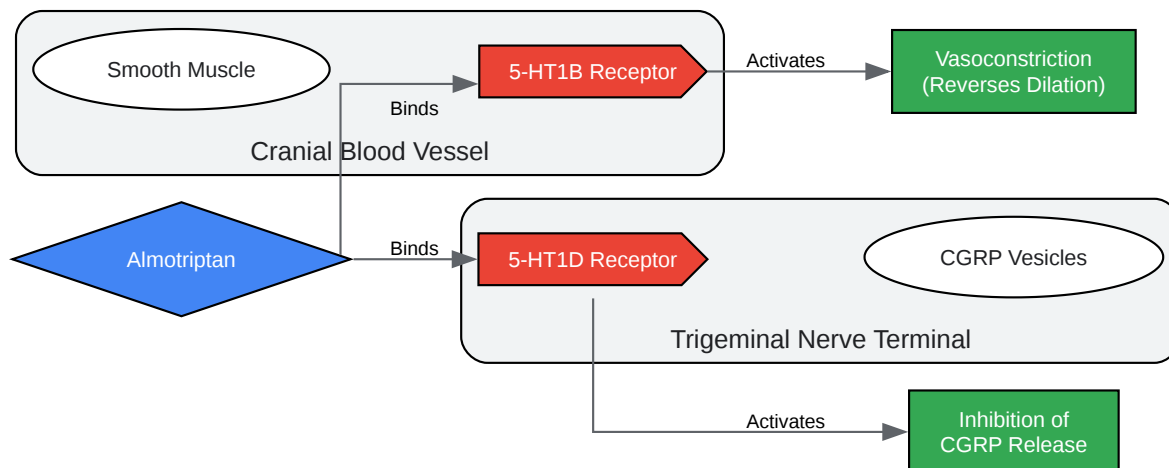 Smooth Muscle
5-HT1B Receptor
Activates
Vasoconstriction
(Reverses Dilation)
Binds
Cranial Blood Vessel
Almotriptan
Binds
5-HT1D Receptor
CGRP Vesicles
Trigeminal Nerve Terminal
Activates
Inhibition of
CGRP Release